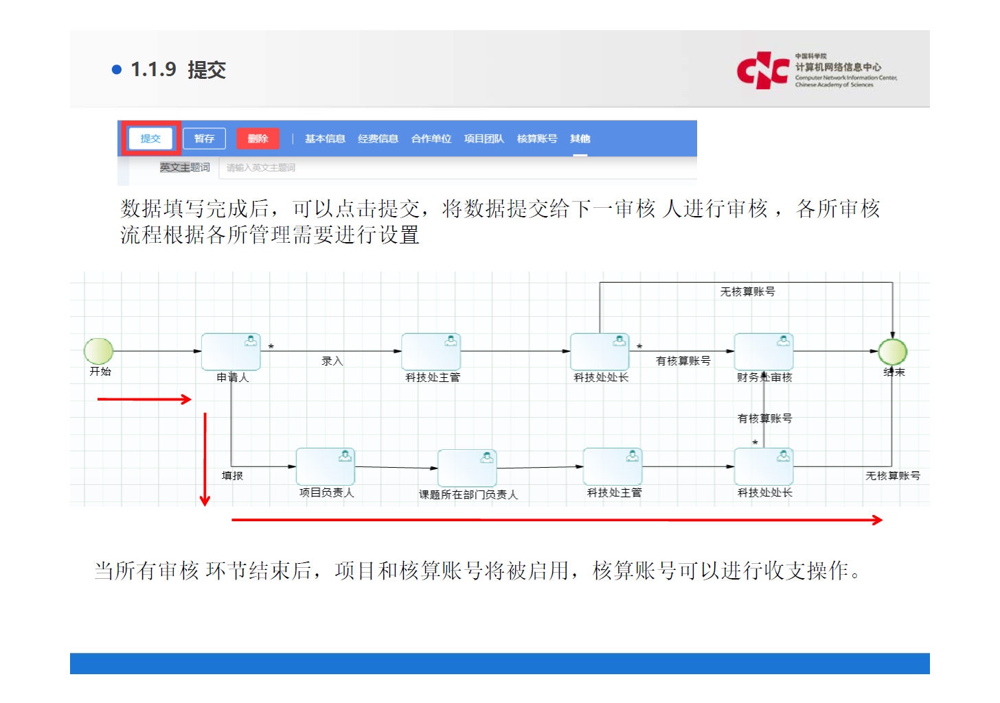 1.1.9 提交
中国科学院
计算机网络信息中心
Computer Network Information Center,
Chinese Academy of Sciences
提交 暂存 删除 | 基本信息 经费信息 合作单位 项目团队 核算账号 其他
英文主题词 请输入英文主题词
数据填写完成后，可以点击提交，将数据提交给下一审核 人进行审核 ，各所审核
流程根据各所管理需要进行设置
无核算账号
* *
录入 有核算账号
开始 结束
申请人 科技处主管 科技处处长 财务处审核
有核算账号
*
填报 无核算账号
项目负责人 课题所在部门负责人 科技处主管 科技处处长
当所有审核 环节结束后，项目和核算账号将被启用，核算账号可以进行收支操作。